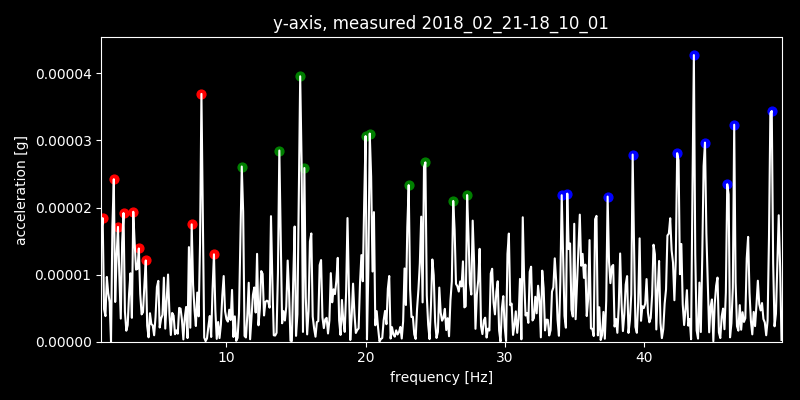 y-axis, measured 2018_02_21-18_10_01
0.00004
0.00003
0.00002
0.00001
0.00000
acceleration [g]
10 20 30 40
frequency [Hz]